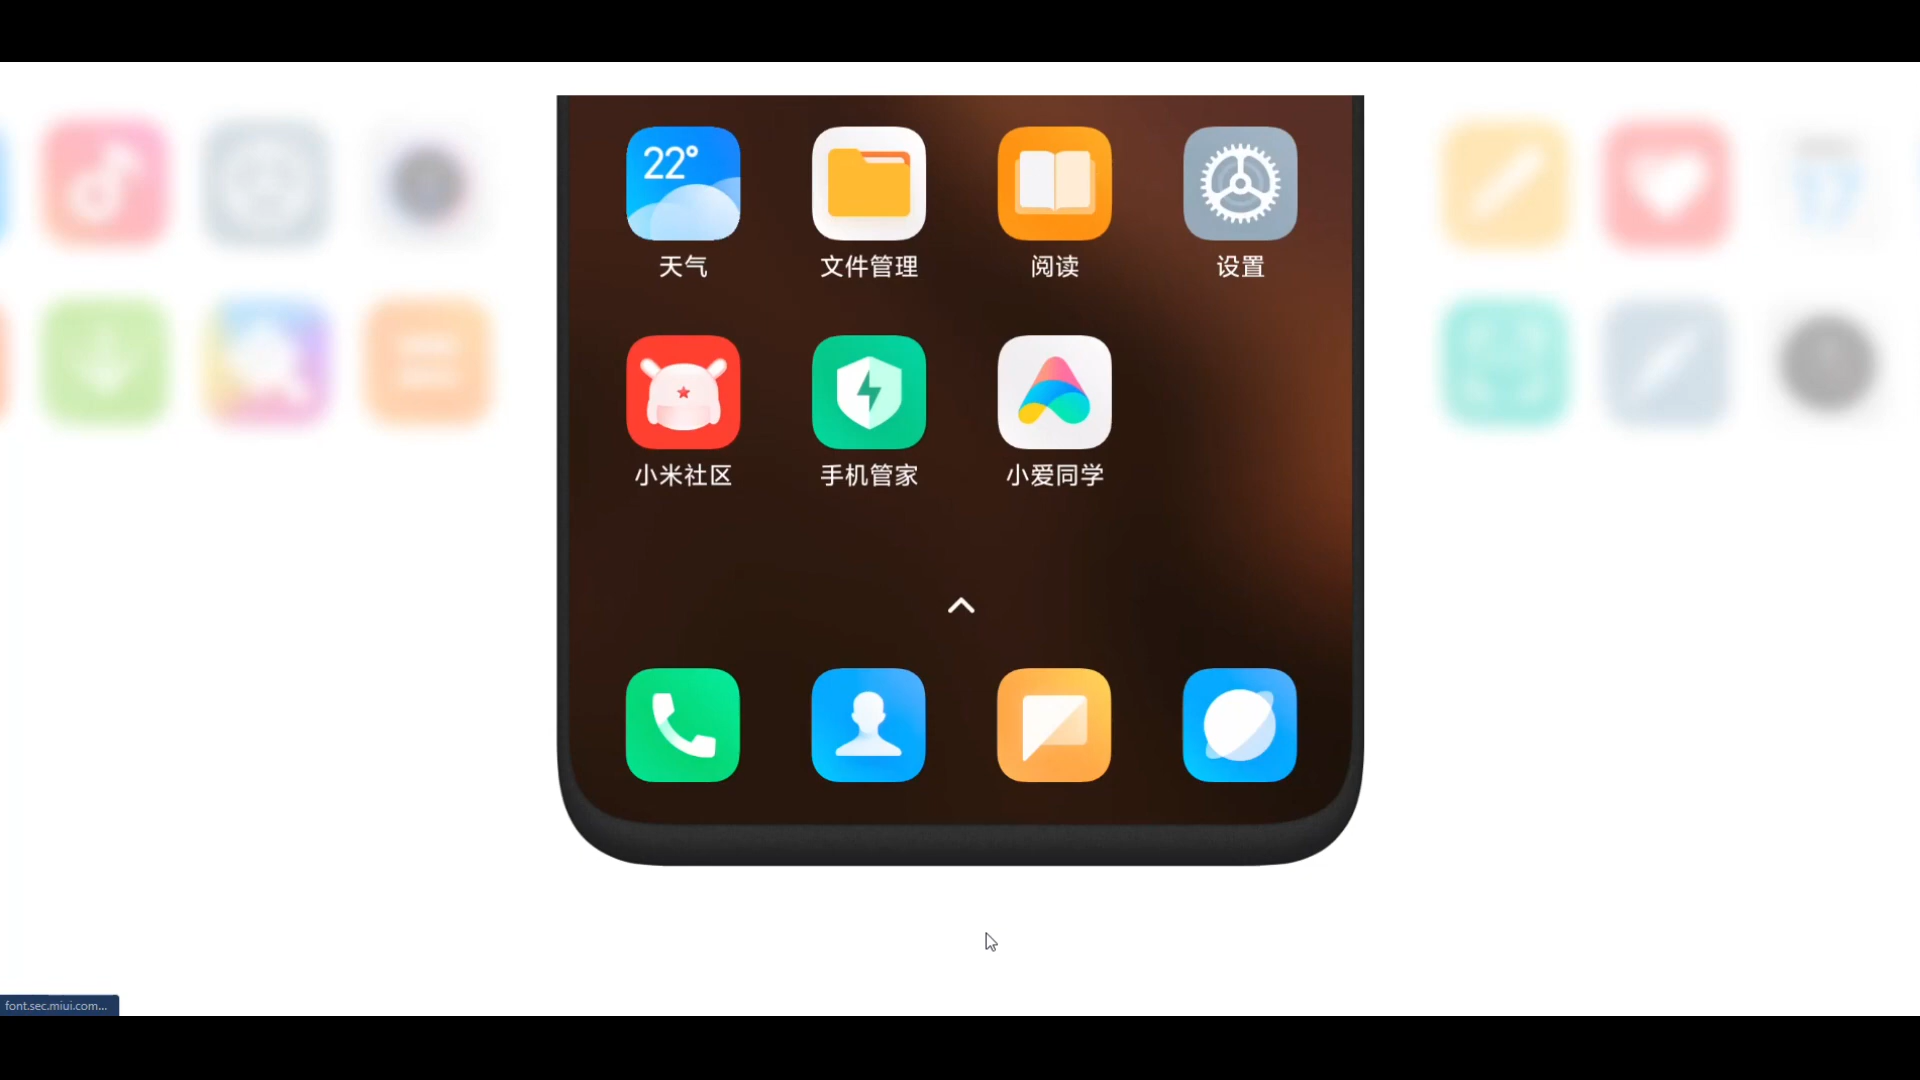 22°
天气 文件管理 阅读 设置
小米社区 手机管家 小爱同学
font.sec.miui.com...